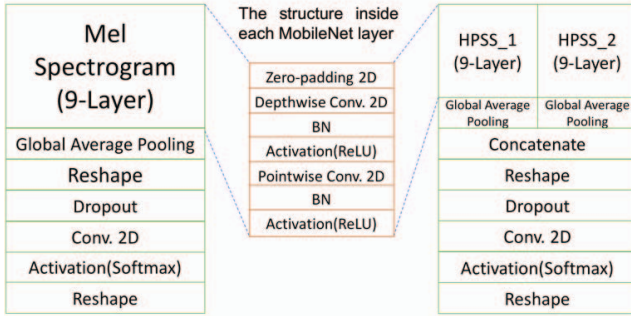 Mel
Spectrogram
(9-Layer)
Global Average Pooling
Reshape
Dropout
Conv. 2D
Activation(Softmax)
Reshape
The structure inside
each MobileNet layer
Zero-padding 2D
Depthwise Conv. 2D
BN
Activation(ReLU)
Pointwise Conv. 2D
BN
Activation(ReLU)
HPSS_1
(9-Layer)
HPSS_2
(9-Layer)
Global Average
Pooling
Global Average
Pooling
Concatenate
Reshape
Dropout
Conv. 2D
Activation(Softmax)
Reshape